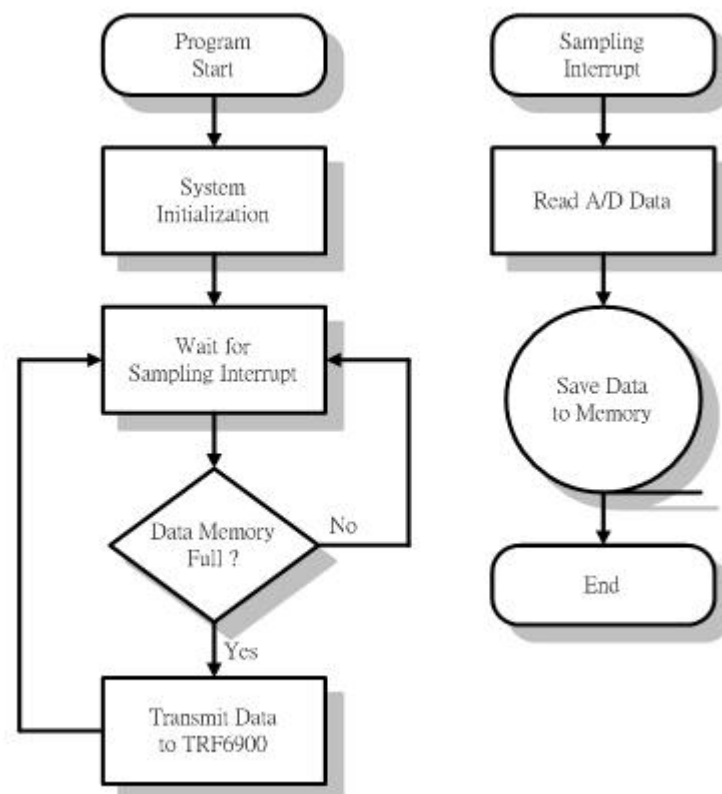 Program
Start
System
Initialization
Wait for
Sampling Interrupt
Data Memory
Full ?
No
Yes
Transmit Data
to TRF6900
Sampling
Interrupt
Read A/D Data
Save Data
to Memory
End